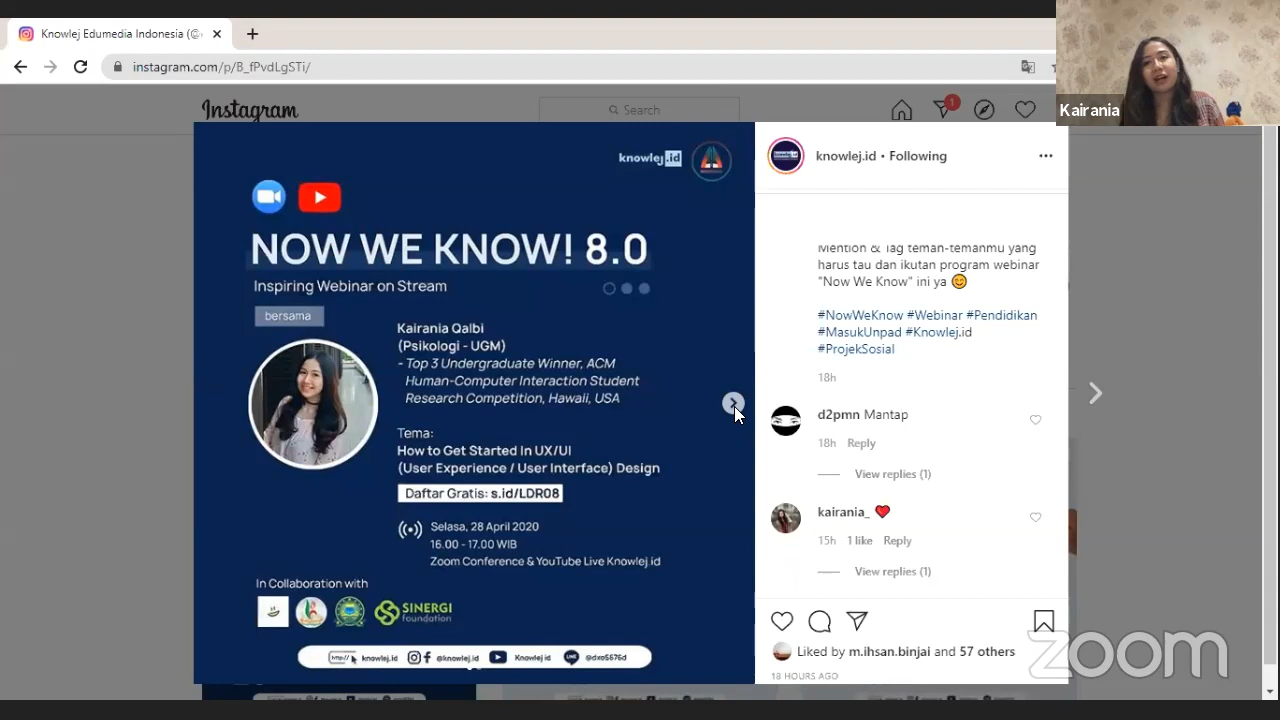 Knowlej Edumedia Indonesia (@
instagram.com/p/B_fPvdLgSTi/
Kairania
Instagram
Search
1
knowlej.id
NOW WE KNOW! 8.0
Inspiring Webinar on Stream
bersama
Kairania Qalbi
(Psikologi - UGM)
- Top 3 Undergraduate Winner, ACM
Human-Computer Interaction Student
Research Competition, Hawaii, USA
Tema:
How to Get Started In UX/UI
(User Experience / User Interface) Design
Daftar Gratis: s.id/LDR08
Selasa, 28 April 2020
16.00 - 17.00 WIB
Zoom Conference & YouTube Live Knowlej.id
In Collaboration with
SINERGI
foundation
http://
knowlej.id
@knowlej.id
Knowlej id
@dxo5676d
knowlej.id • Following
Mention & Tag teman-temanmu yang
harus tau dan ikutan program webinar
"Now We Know" ini ya 😊
#NowWeKnow #Webinar #Pendidikan
#MasukUnpad #Knowlej.id
#ProjekSosial
18h
d2pmn Mantap
18h Reply
View replies (1)
kairania_ ❤️
15h 1 like Reply
View replies (1)
Liked by m.ihsan.binjai and 57 others
18 HOURS AGO
zoom